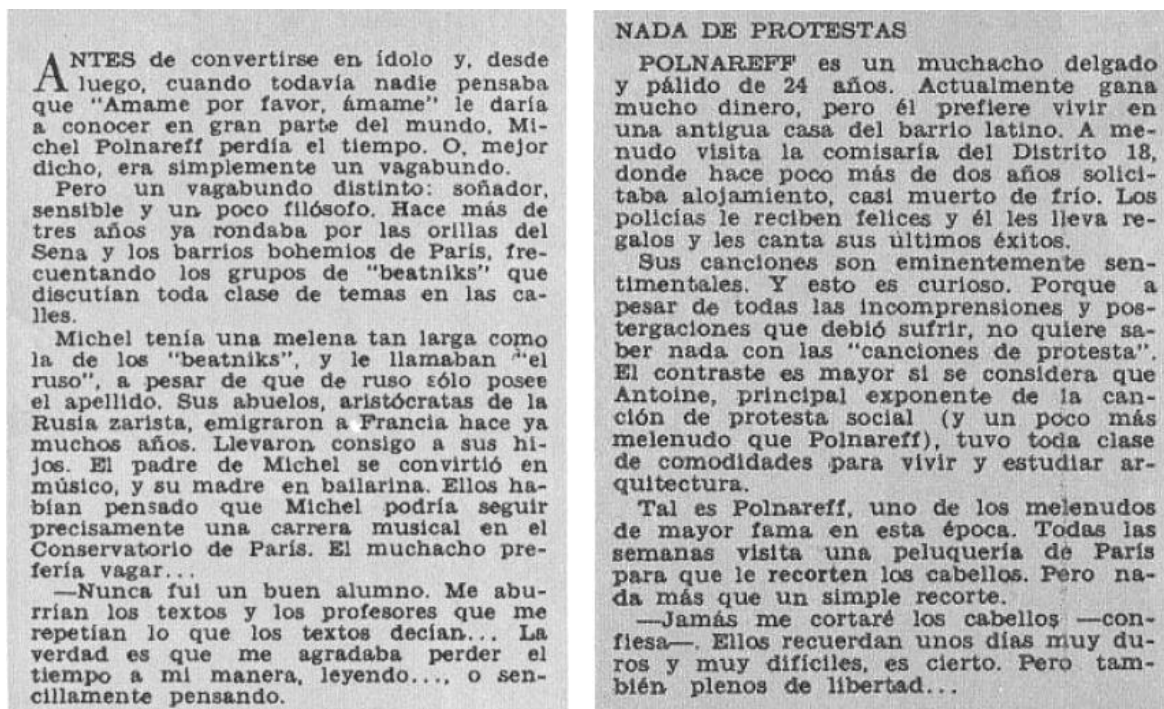 ANTES de convertirse en ídolo y, desde
luego, cuando todavía nadie pensaba
que "Amame por favor, ámame" le daría
a conocer en gran parte del mundo, Mi-
chel Polnareff perdía el tiempo. O, mejor
dicho, era simplemente un vagabundo.
Pero un vagabundo distinto: soñador,
sensible y un poco filósofo. Hace más de
tres años ya rondaba por las orillas del
Sena y los barrios bohemios de París, fre-
cuentando los grupos de "beatniks" que
discutían toda clase de temas en las ca-
lles.
Michel tenía una melena tan larga como
la de los "beatniks", y le llamaban "el
ruso", a pesar de que de ruso sólo posee
el apellido. Sus abuelos, aristócratas de la
Rusia zarista, emigraron a Francia hace ya
muchos años. Llevaron consigo a sus hi-
jos. El padre de Michel se convirtió en
músico, y su madre en bailarina. Ellos ha-
bían pensado que Michel podría seguir
precisamente una carrera musical en el
Conservatorio de París. El muchacho pre-
fería vagar...
—Nunca fui un buen alumno. Me abu-
rrían los textos y los profesores que me
repetían lo que los textos decían... La
verdad es que me agradaba perder el
tiempo a mi manera, leyendo..., o sen-
cillamente pensando.
NADA DE PROTESTAS
POLNAREFF es un muchacho delgado
y pálido de 24 años. Actualmente gana
mucho dinero, pero él prefiere vivir en
una antigua casa del barrio latino. A me-
nudo visita la comisaría del Distrito 18,
donde hace poco más de dos años solici-
taba alojamiento, casi muerto de frío. Los
policías le reciben felices y él les lleva re-
galos y les canta sus últimos éxitos.
Sus canciones son eminentemente sen-
timentales. Y esto es curioso. Porque a
pesar de todas las incomprensiones y pos-
tergaciones que debió sufrir, no quiere sa-
ber nada con las "canciones de protesta".
El contraste es mayor si se considera que
Antoine, principal exponente de la can-
ción de protesta social (y un poco más
melenudo que Polnareff), tuvo toda clase
de comodidades para vivir y estudiar ar-
quitectura.
Tal es Polnareff, uno de los melenudos
de mayor fama en esta época. Todas las
semanas visita una peluquería de París
para que le recorten los cabellos. Pero na-
da más que un simple recorte.
—Jamás me cortaré los cabellos —con-
fiesa—. Ellos recuerdan unos días muy du-
ros y muy difíciles, es cierto. Pero tam-
bién plenos de libertad...